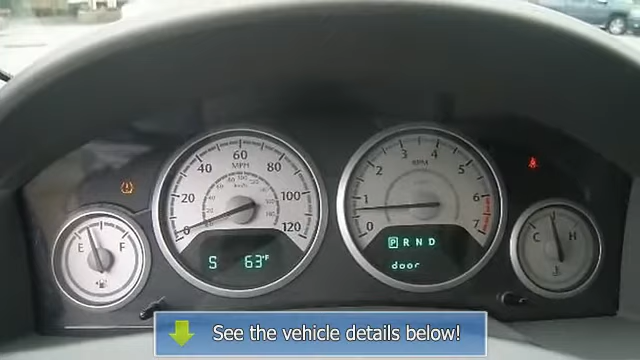 60
40 MPH 80
20 100
0 120
km/h
S 63°F
E F
3 4
2 RPM 5
1 6
0 7
P R N D
door
C H
See the vehicle details below!